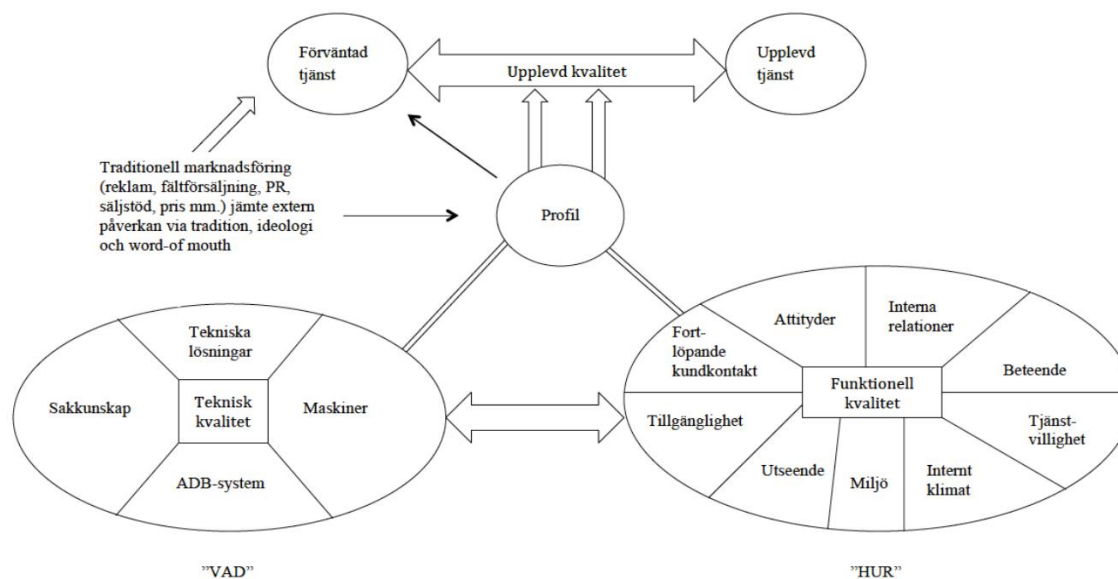 Förväntad
tjänst
Upplevd kvalitet
Upplevd
tjänst
Traditionell marknadsföring
(reklam, fältförsäljning, PR,
säljstöd, pris mm.) jämte extern
påverkan via tradition, ideologi
och word-of mouth
Profil
Tekniska
lösningar
Sakkunskap
Teknisk
kvalitet
Maskiner
ADB-system
Attityder
Interna
relationer
Fort-
löpande
kundkontakt
Funktionell
kvalitet
Beteende
Tillgänglighet
Tjänst-
villighet
Utseende
Miljö
Internt
klimat
”VAD”
”HUR”